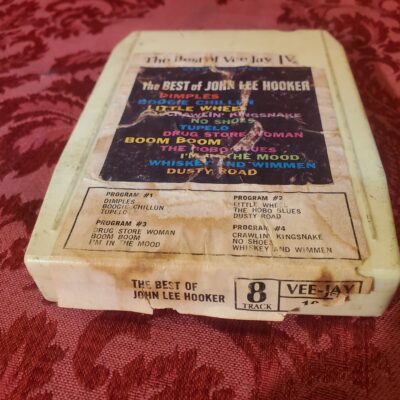 The Best of Vee Jay IV
the BEST of JOHN LEE HOOKER
DIMPLES
BOOGIE CHILLUN
LITTLE WHEEL
CRAWLIN' KINGSNAKE
NO SHOES
TUPELO
DRUG STORE WOMAN
BOOM BOOM
THE HOBO BLUES
I'M IN THE MOOD
WHISKEY AND WIMMEN
DUSTY ROAD
PROGRAM #1
DIMPLES
BOOGIE CHILLUN
TUPELO
PROGRAM #2
LITTLE WHEEL
THE HOBO BLUES
DUSTY ROAD
PROGRAM #3
DRUG STORE WOMAN
BOOM BOOM
I'M IN THE MOOD
PROGRAM #4
CRAWLIN' KINGSNAKE
NO SHOES
WHISKEY AND WIMMEN
THE BEST OF
JOHN LEE HOOKER
8
TRACK
VEE-JAY